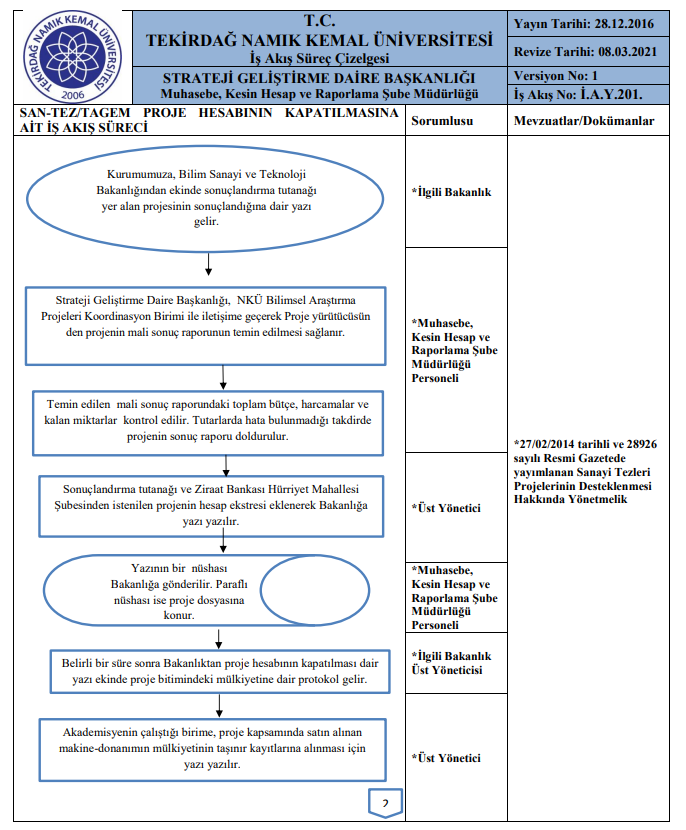 TEKİRDAĞ NAMIK KEMAL ÜNİVERSİTESİ
2006
T.C.
TEKİRDAĞ NAMIK KEMAL ÜNİVERSİTESİ
İş Akış Süreç Çizelgesi
STRATEJİ GELİŞTİRME DAİRE BAŞKANLIĞI
Muhasebe, Kesin Hesap ve Raporlama Şube Müdürlüğü
Yayın Tarihi: 28.12.2016
Revize Tarihi: 08.03.2021
Versiyon No: 1
İş Akış No: İ.A.Y.201.
SAN-TEZ/TAGEM PROJE HESABININ KAPATILMASINA
AİT İŞ AKIŞ SÜRECİ
Sorumlusu
Mevzuatlar/Dokümanlar
Kurumumuza, Bilim Sanayi ve Teknoloji
Bakanlığından ekinde sonuçlandırma tutanağı
yer alan projesinin sonuçlandığına dair yazı
gelir.
*İlgili Bakanlık
Strateji Geliştirme Daire Başkanlığı, NKÜ Bilimsel Araştırma
Projeleri Koordinasyon Birimi ile iletişime geçerek Proje yürütücüsün
den projenin mali sonuç raporunun temin edilmesi sağlanır.
*Muhasebe,
Kesin Hesap ve
Raporlama Şube
Müdürlüğü
Personeli
Temin edilen mali sonuç raporundaki toplam bütçe, harcamalar ve
kalan miktarlar kontrol edilir. Tutarlarda hata bulunmadığı takdirde
projenin sonuç raporu doldurulur.
*27/02/2014 tarihli ve 28926
sayılı Resmi Gazetede
yayımlanan Sanayi Tezleri
Projelerinin Desteklenmesi
Hakkında Yönetmelik
Sonuçlandırma tutanağı ve Ziraat Bankası Hürriyet Mahallesi
Şubesinden istenilen projenin hesap ekstresi eklenerek Bakanlığa
yazı yazılır.
*Üst Yönetici
Yazının bir nüshası
Bakanlığa gönderilir. Paraflı
nüshası ise proje dosyasına
konur.
*Muhasebe,
Kesin Hesap ve
Raporlama Şube
Müdürlüğü
Personeli
Belirli bir süre sonra Bakanlıktan proje hesabının kapatılması dair
yazı ekinde proje bitimindeki mülkiyetine dair protokol gelir.
*İlgili Bakanlık
Üst Yöneticisi
Akademisyenin çalıştığı birime, proje kapsamında satın alınan
makine-donanımın mülkiyetinin taşınır kayıtlarına alınması için
yazı yazılır.
*Üst Yönetici
2